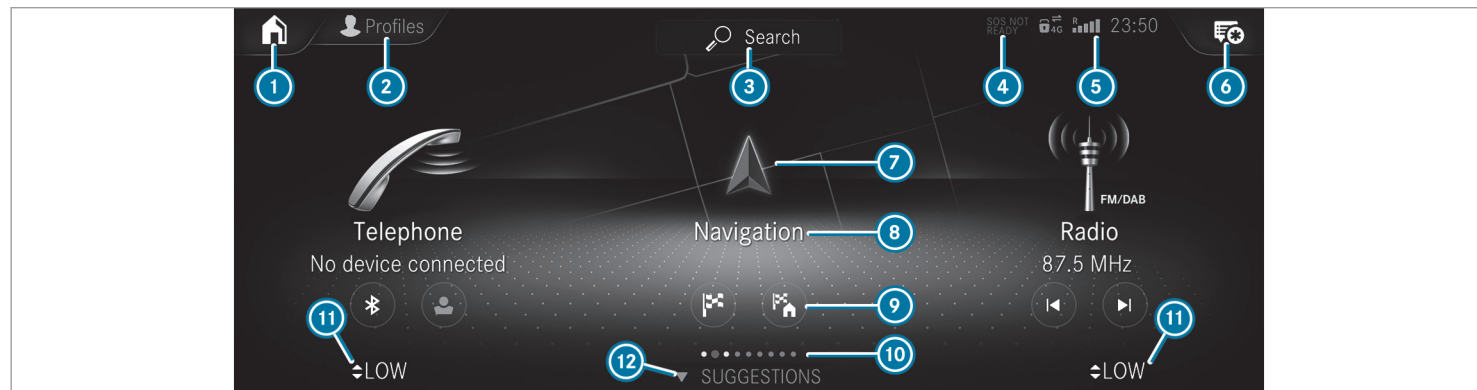 Profiles
Search
SOS NOT
READY
4G
R
23:50
1
2
3
4
5
6
7
FM/DAB
Telephone
Navigation
8
Radio
No device connected
87.5 MHz
9
11
11
10
12
LOW
SUGGESTIONS
LOW